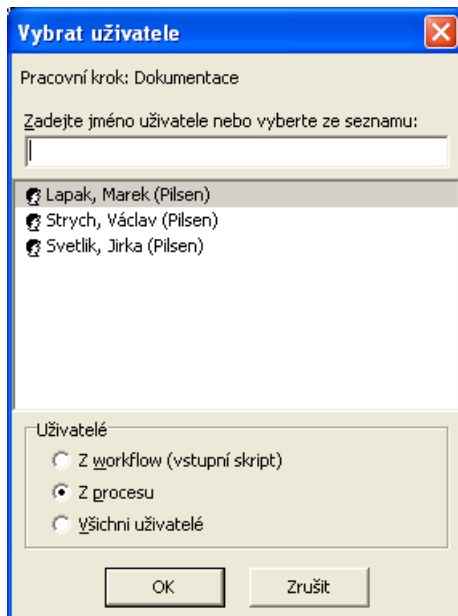 Vybrat uživatele
Pracovní krok: Dokumentace
Zadejte jméno uživatele nebo vyberte ze seznamu:
Lapak, Marek (Pilsen)
Strych, Václav (Pilsen)
Svetlik, Jirka (Pilsen)
Uživatelé
Z workflow (vstupní skript)
Z procesu
Všichni uživatelé
OK Zrušit